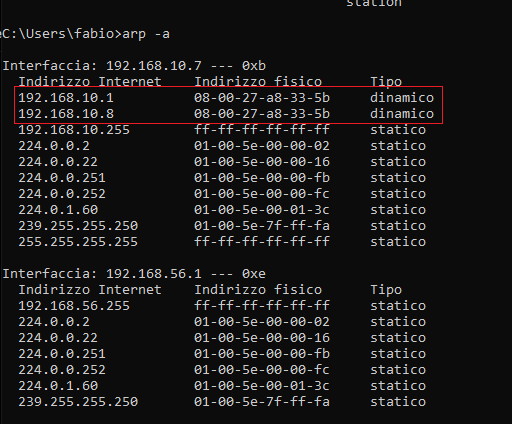 station
eC:\Users\fabio>arp -a
Interfaccia: 192.168.10.7 --- 0xb
Indirizzo Internet Indirizzo fisico Tipo
192.168.10.1 08-00-27-a8-33-5b dinamico
192.168.10.8 08-00-27-a8-33-5b dinamico
192.168.10.255 ff-ff-ff-ff-ff-ff statico
224.0.0.2 01-00-5e-00-00-02 statico
224.0.0.22 01-00-5e-00-00-16 statico
224.0.0.251 01-00-5e-00-00-fb statico
224.0.0.252 01-00-5e-00-00-fc statico
224.0.1.60 01-00-5e-00-01-3c statico
239.255.255.250 01-00-5e-7f-ff-fa statico
255.255.255.255 ff-ff-ff-ff-ff-ff statico
Interfaccia: 192.168.56.1 --- 0xe
Indirizzo Internet Indirizzo fisico Tipo
192.168.56.255 ff-ff-ff-ff-ff-ff statico
224.0.0.2 01-00-5e-00-00-02 statico
224.0.0.22 01-00-5e-00-00-16 statico
224.0.0.251 01-00-5e-00-00-fb statico
224.0.0.252 01-00-5e-00-00-fc statico
224.0.1.60 01-00-5e-00-01-3c statico
239.255.255.250 01-00-5e-7f-ff-fa statico